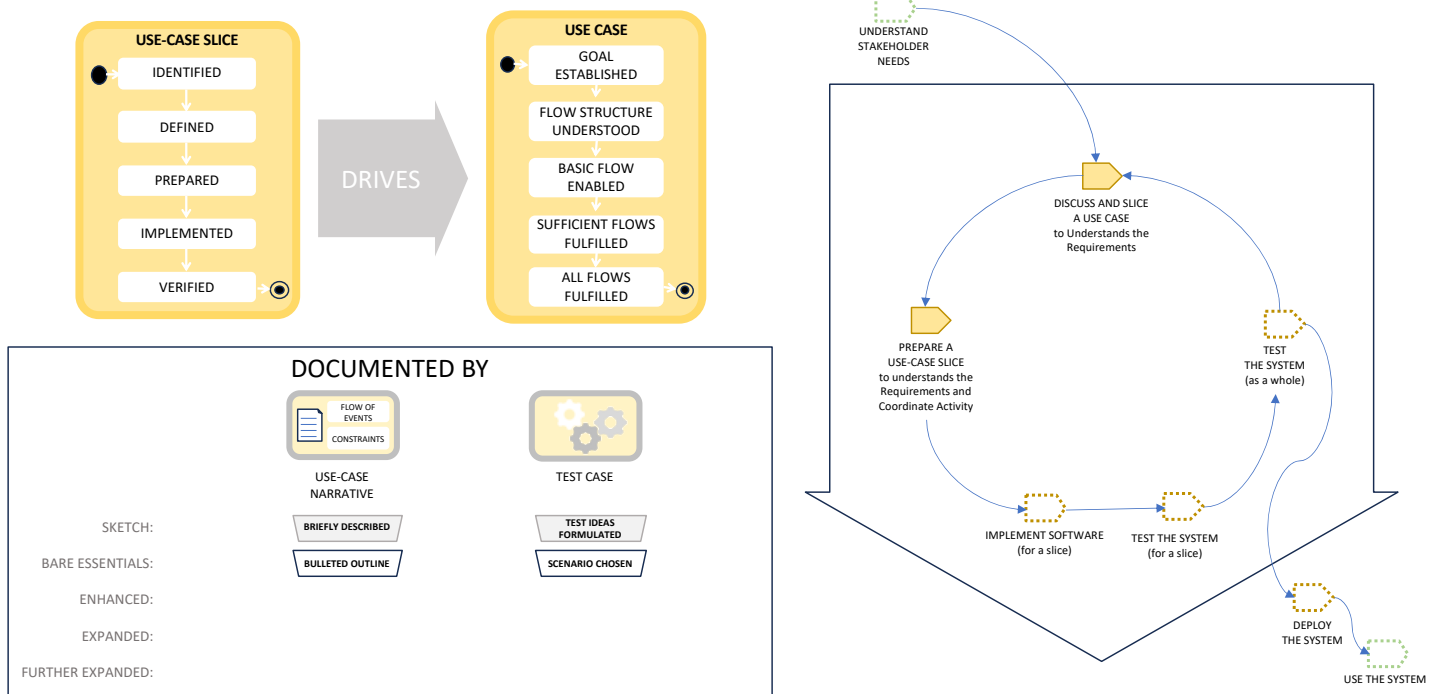 USE-CASE SLICE
IDENTIFIED
DEFINED
PREPARED
IMPLEMENTED
VERIFIED
DRIVES
USE CASE
GOAL
ESTABLISHED
FLOW STRUCTURE
UNDERSTOOD
BASIC FLOW
ENABLED
SUFFICIENT FLOWS
FULFILLED
ALL FLOWS
FULFILLED
DOCUMENTED BY
FLOW OF
EVENTS
CONSTRAINTS
USE-CASE
NARRATIVE
TEST CASE
SKETCH:
BRIEFLY DESCRIBED
TEST IDEAS
FORMULATED
BARE ESSENTIALS:
BULLETED OUTLINE
SCENARIO CHOSEN
ENHANCED:
EXPANDED:
FURTHER EXPANDED:
UNDERSTAND
STAKEHOLDER
NEEDS
DISCUSS AND SLICE
A USE CASE
to Understands the
Requirements
PREPARE A
USE-CASE SLICE
to understands the
Requirements and
Coordinate Activity
TEST
THE SYSTEM
(as a whole)
IMPLEMENT SOFTWARE
(for a slice)
TEST THE SYSTEM
(for a slice)
DEPLOY
THE SYSTEM
USE THE SYSTEM